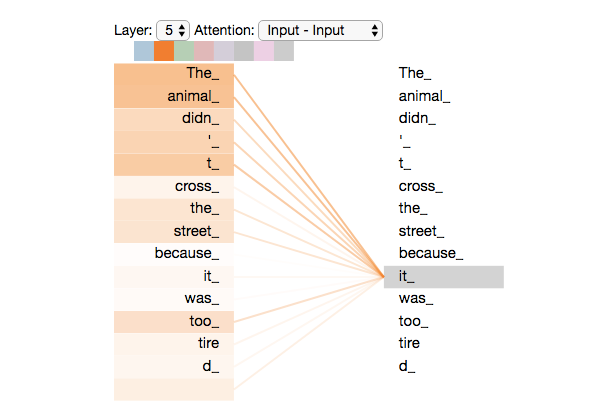 Layer: 5 Attention: Input - Input
The_ The_
animal_ animal_
didn_ didn_
'_ '_
t_ t_
cross_ cross_
the_ the_
street_ street_
because_ because_
it_ it_
was_ was_
too_ too_
tire tire
d_ d_